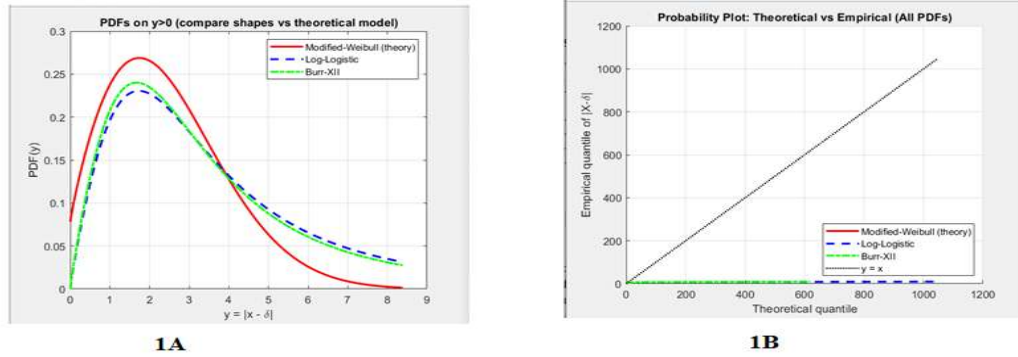 PDFs on y>0 (compare shapes vs theoretical model)
0.3
0.25
0.2
0.15
0.1
0.05
0
PDF(y)
Modified-Weibull (theory)
Log-Logistic
Burr-XII
0 1 2 3 4 5 6 7 8 9
y = |x - δ|
1A
Probability Plot: Theoretical vs Empirical (All PDFs)
1200
1000
800
600
400
200
0
Empirical quantile of |X-δ|
Modified-Weibull (theory)
Log-Logistic
Burr-XII
y = x
0 200 400 600 800 1000 1200
Theoretical quantile
1B